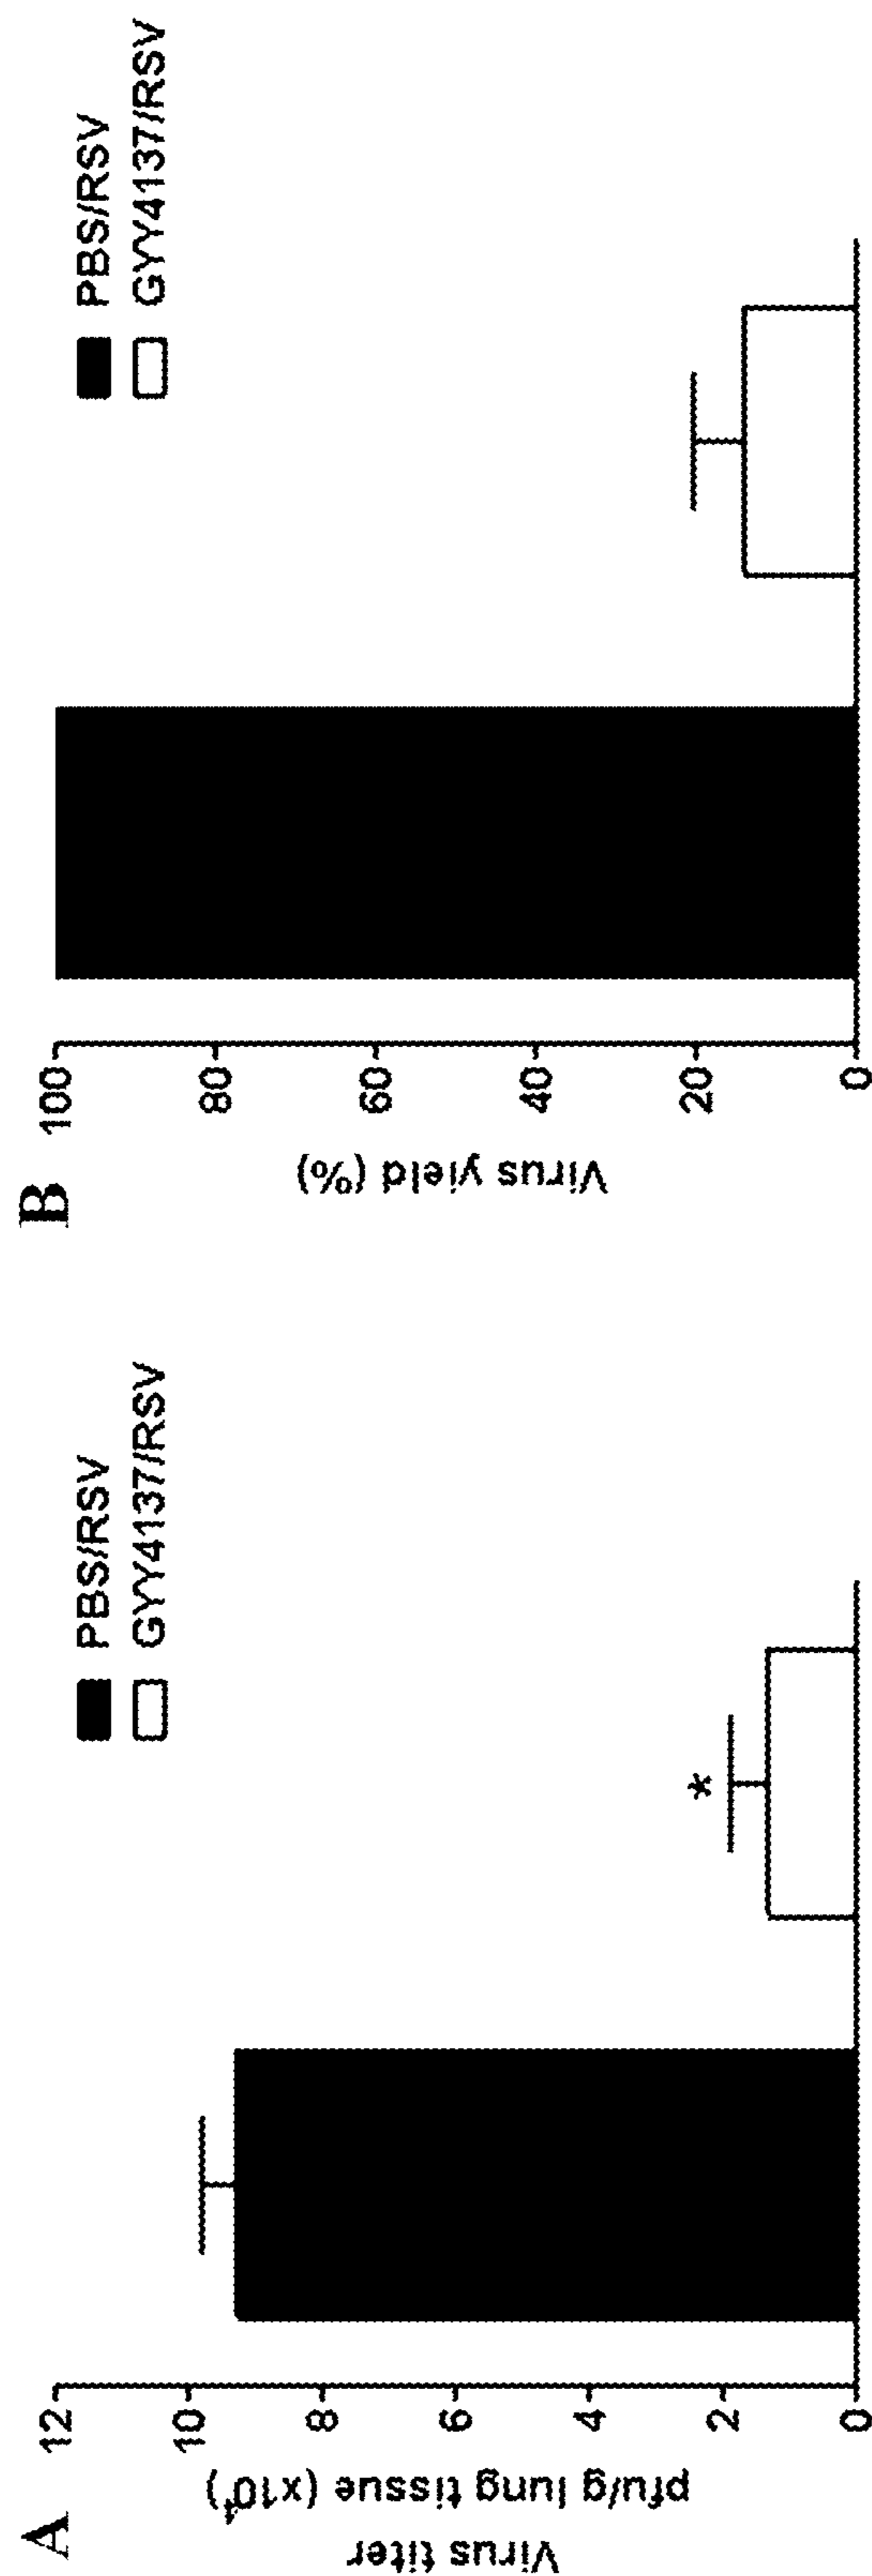 A
Virus titer
pfu/g lung tissue (x10⁴)
12
10
8
6
4
2
0
*
PBS/RSV
GYY4137/RSV
B
Virus yield (%)
100
80
60
40
20
0
PBS/RSV
GYY4137/RSV